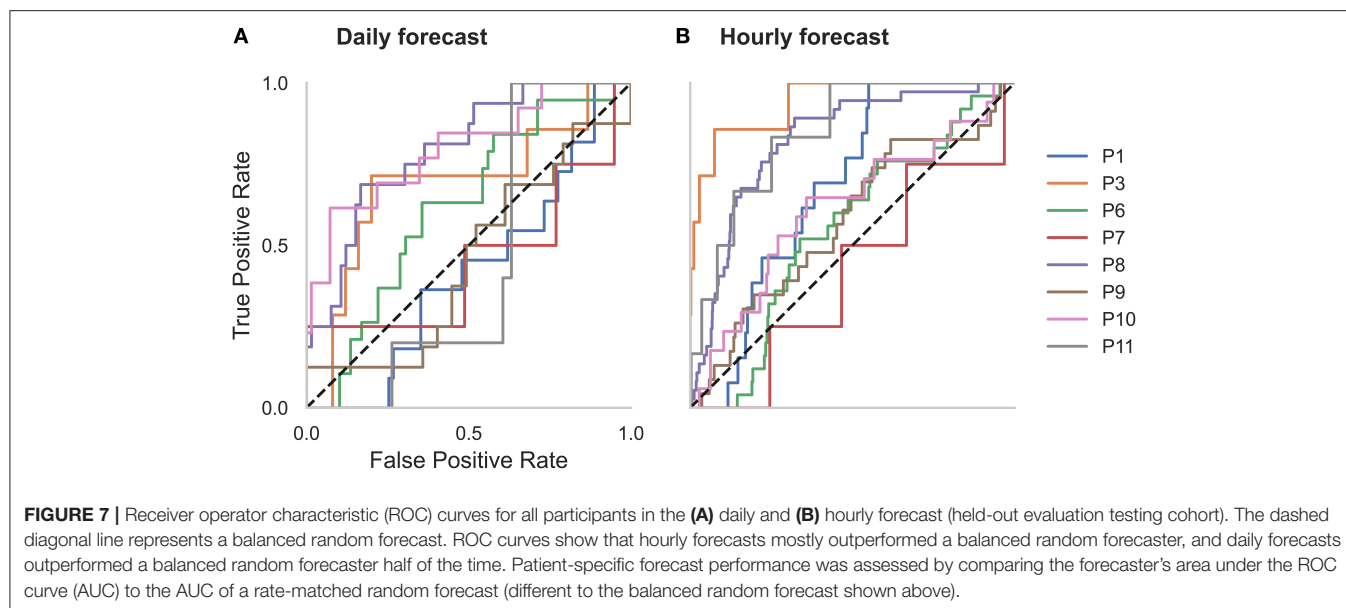 A Daily forecast
B Hourly forecast
1.0
0.5
0.0
True Positive Rate
0.0 0.5 1.0
False Positive Rate
P1
P3
P6
P7
P8
P9
P10
P11
FIGURE 7 | Receiver operator characteristic (ROC) curves for all participants in the (A) daily and (B) hourly forecast (held-out evaluation testing cohort). The dashed
diagonal line represents a balanced random forecast. ROC curves show that hourly forecasts mostly outperformed a balanced random forecaster, and daily forecasts
outperformed a balanced random forecaster half of the time. Patient-specific forecast performance was assessed by comparing the forecaster's area under the ROC
curve (AUC) to the AUC of a rate-matched random forecast (different to the balanced random forecast shown above).